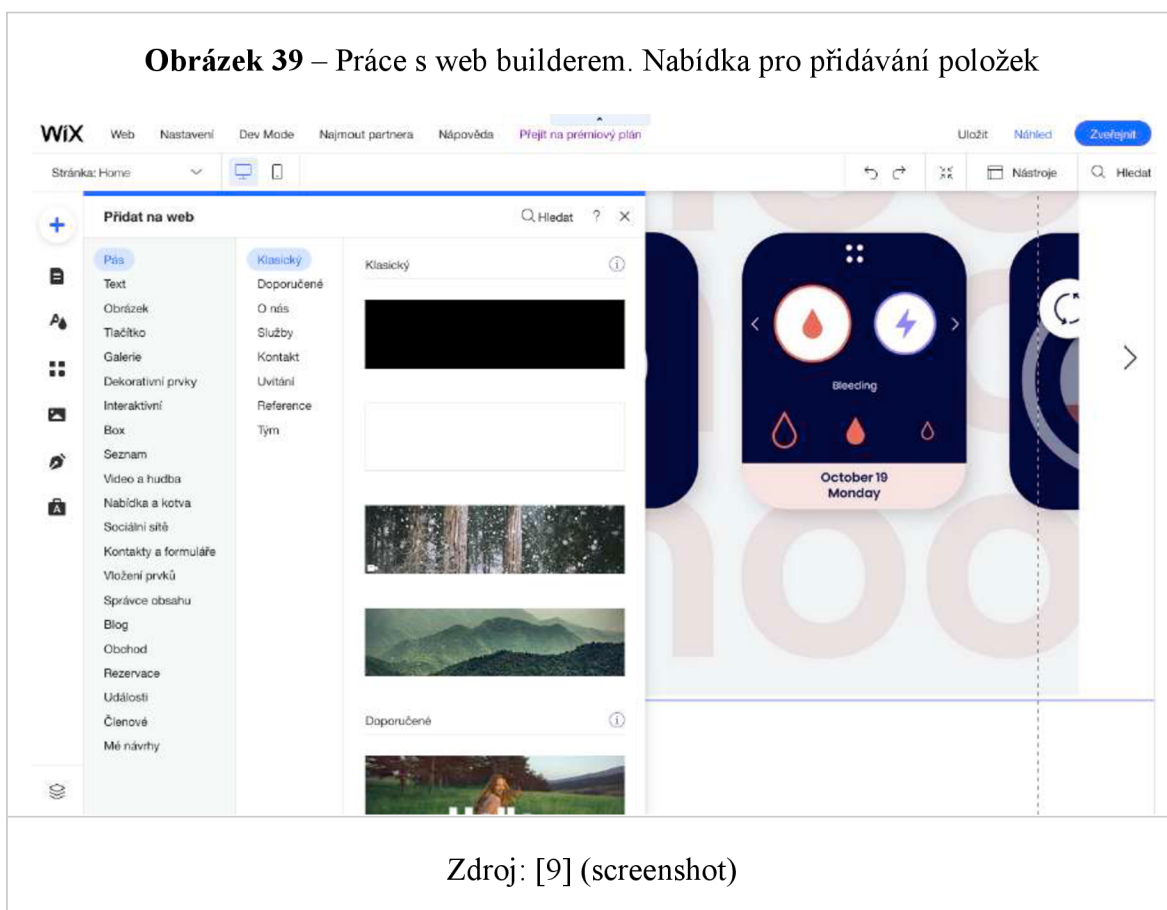 Obrázek 39 – Práce s web builderem. Nabídka pro přidávání položek
WiX Web Nastavení Dev Mode Najmout partnera Nápověda Přejít na prémiový plán Uložit Náhled Zveřejnit
Stránka: Home Nástroje Hledat
Přidat na web Hledat ?
Pás
Text
Obrázek
Tlačítko
Galerie
Dekorativní prvky
Interaktivní
Box
Seznam
Video a hudba
Nabídka a kotva
Sociální sítě
Kontakty a formuláře
Vložení prvků
Správce obsahu
Blog
Obchod
Rezervace
Události
Členové
Mé návrhy
Klasický
Doporučené
O nás
Služby
Kontakt
Uvítání
Reference
Tým
Klasický
Doporučené
Bleeding
October 19
Monday
Zdroj: [9] (screenshot)